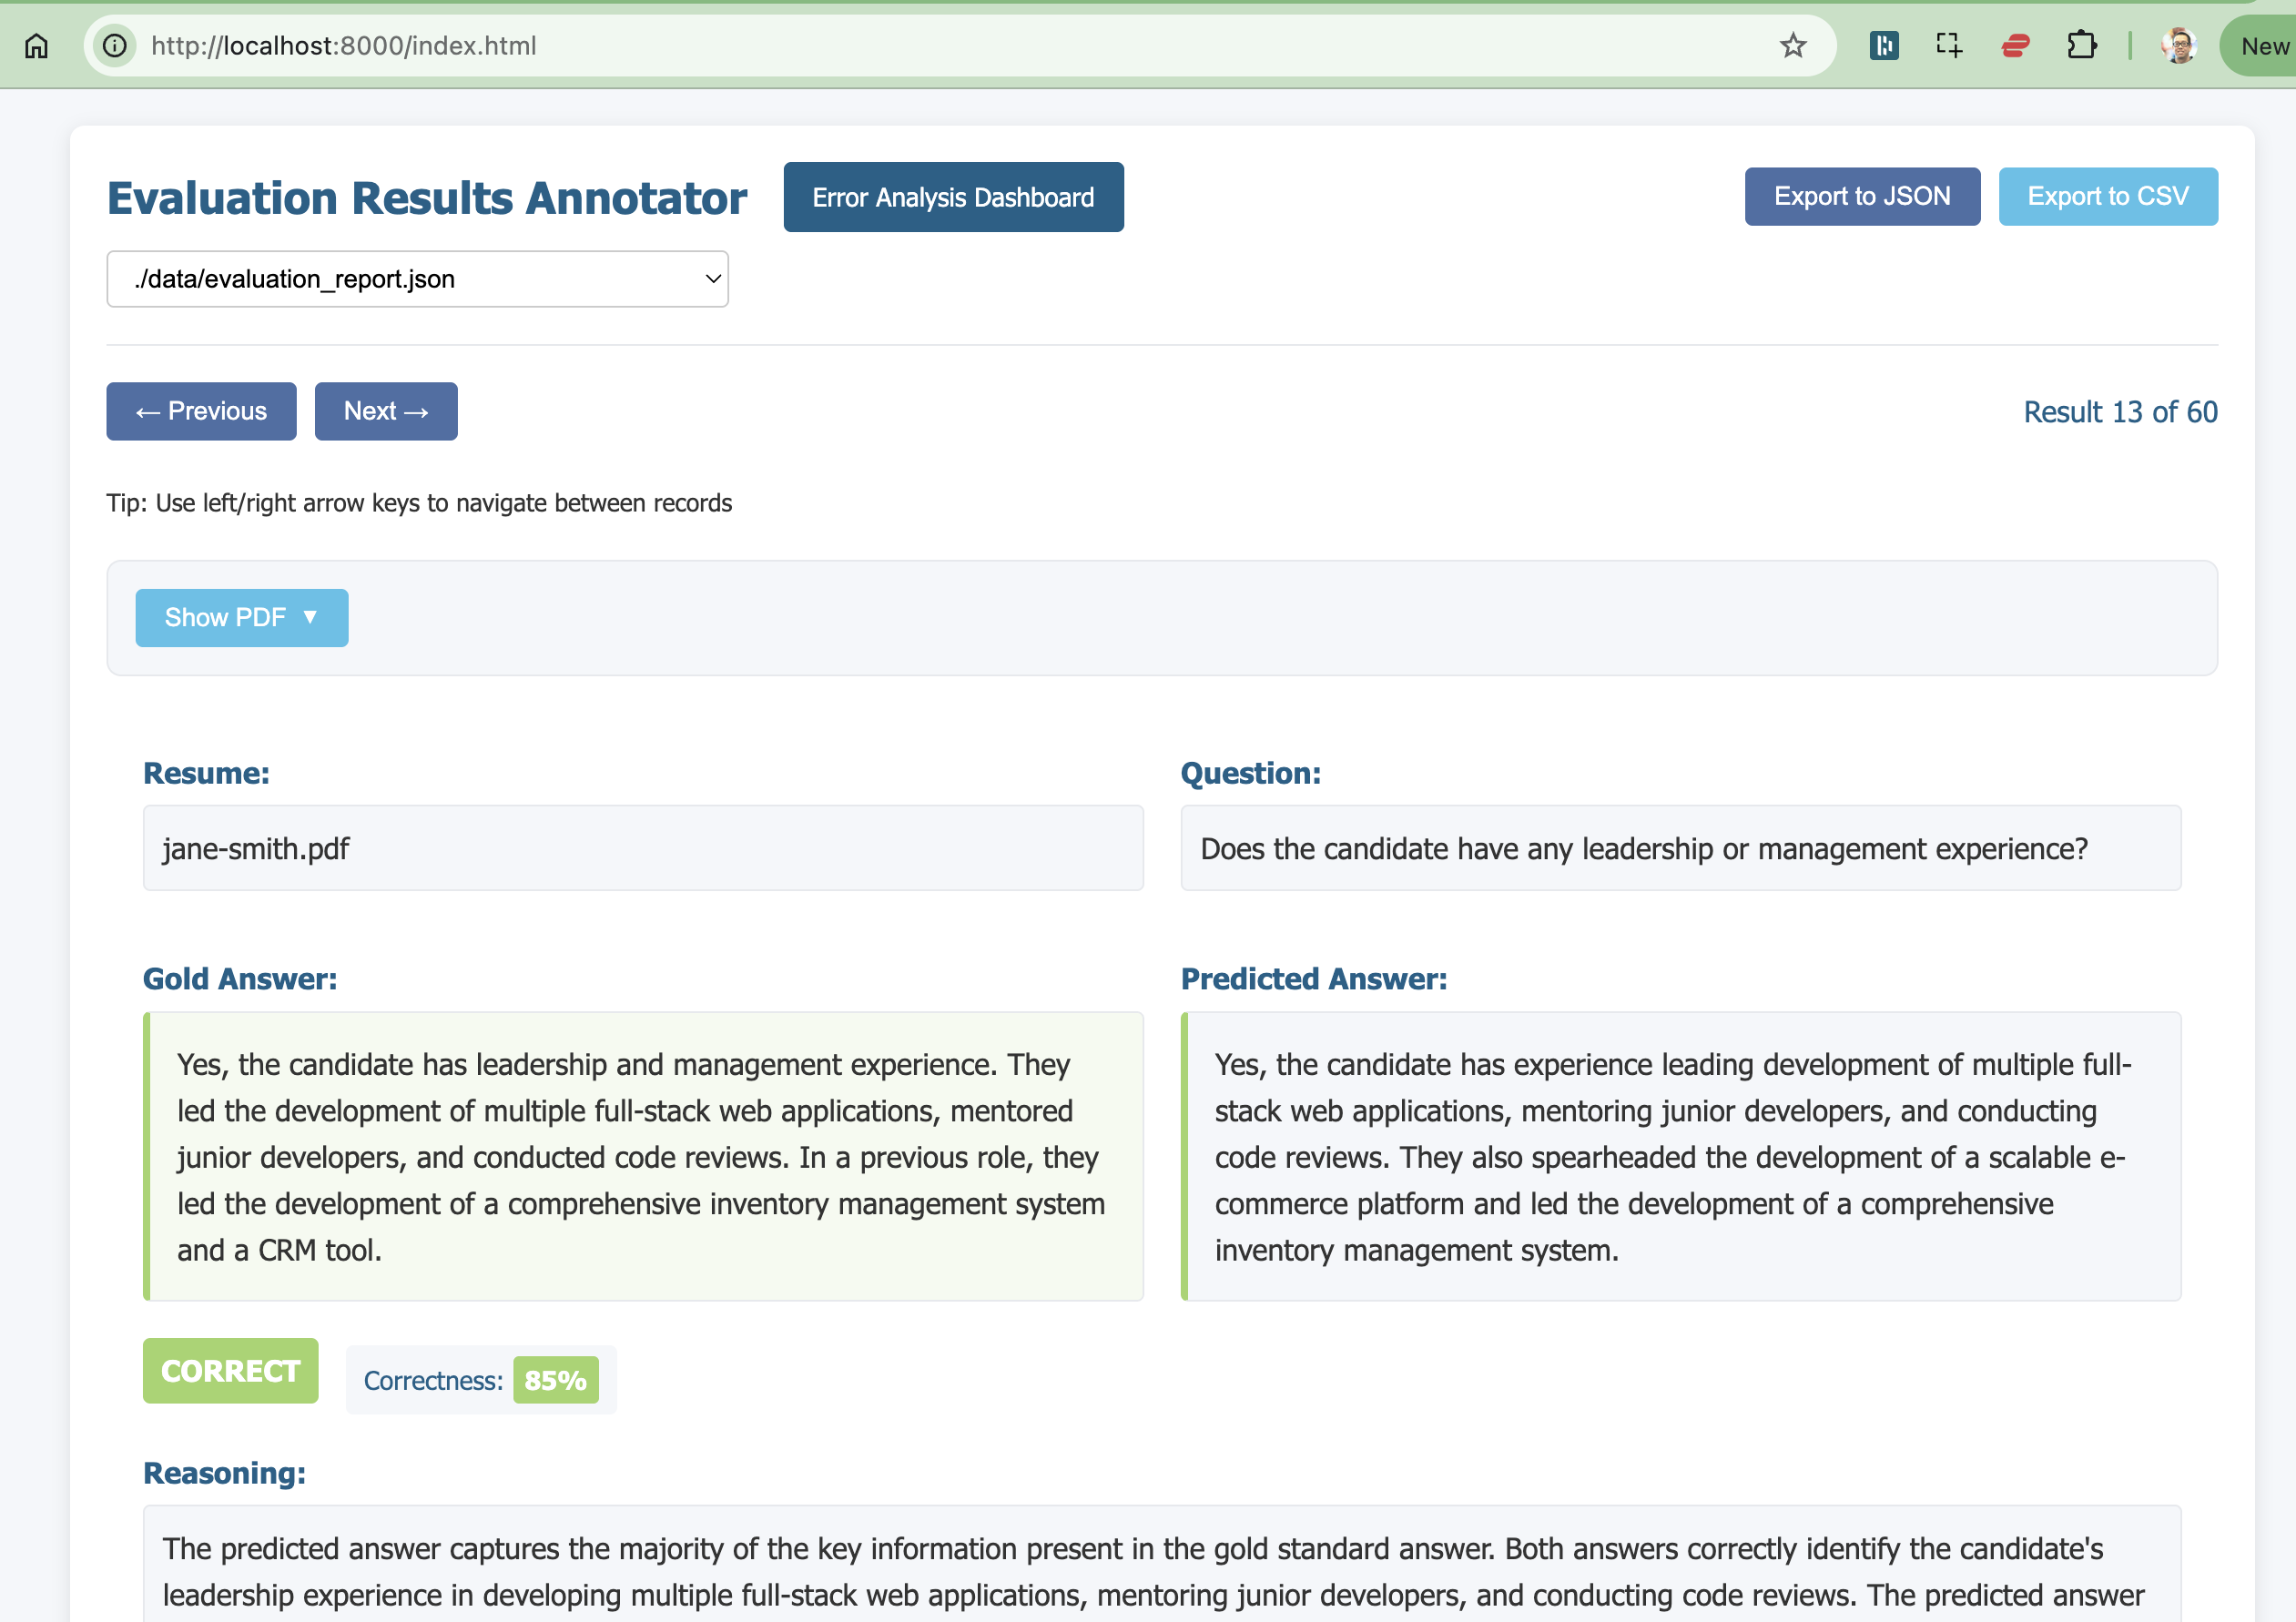 http://localhost:8000/index.html
New
Evaluation Results Annotator
Error Analysis Dashboard
Export to JSON
Export to CSV
./data/evaluation_report.json
← Previous
Next →
Result 13 of 60
Tip: Use left/right arrow keys to navigate between records
Show PDF ▼
Resume:
jane-smith.pdf
Question:
Does the candidate have any leadership or management experience?
Gold Answer:
Yes, the candidate has leadership and management experience. They
led the development of multiple full-stack web applications, mentored
junior developers, and conducted code reviews. In a previous role, they
led the development of a comprehensive inventory management system
and a CRM tool.
Predicted Answer:
Yes, the candidate has experience leading development of multiple full-
stack web applications, mentoring junior developers, and conducting
code reviews. They also spearheaded the development of a scalable e-
commerce platform and led the development of a comprehensive
inventory management system.
CORRECT
Correctness: 85%
Reasoning:
The predicted answer captures the majority of the key information present in the gold standard answer. Both answers correctly identify the candidate's
leadership experience in developing multiple full-stack web applications, mentoring junior developers, and conducting code reviews. The predicted answer